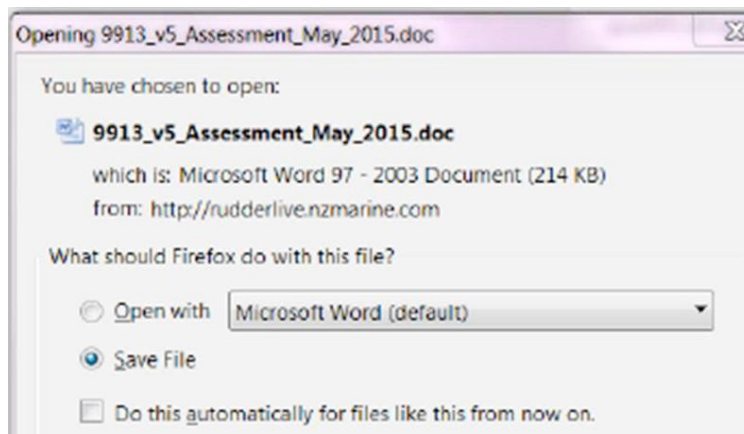 Opening 9913_v5_Assessment_May_2015.doc
You have chosen to open:
9913_v5_Assessment_May_2015.doc
which is: Microsoft Word 97 - 2003 Document (214 KB)
from: http://rudderlive.nzmarine.com
What should Firefox do with this file?
Open with Microsoft Word (default)
Save File
Do this automatically for files like this from now on.